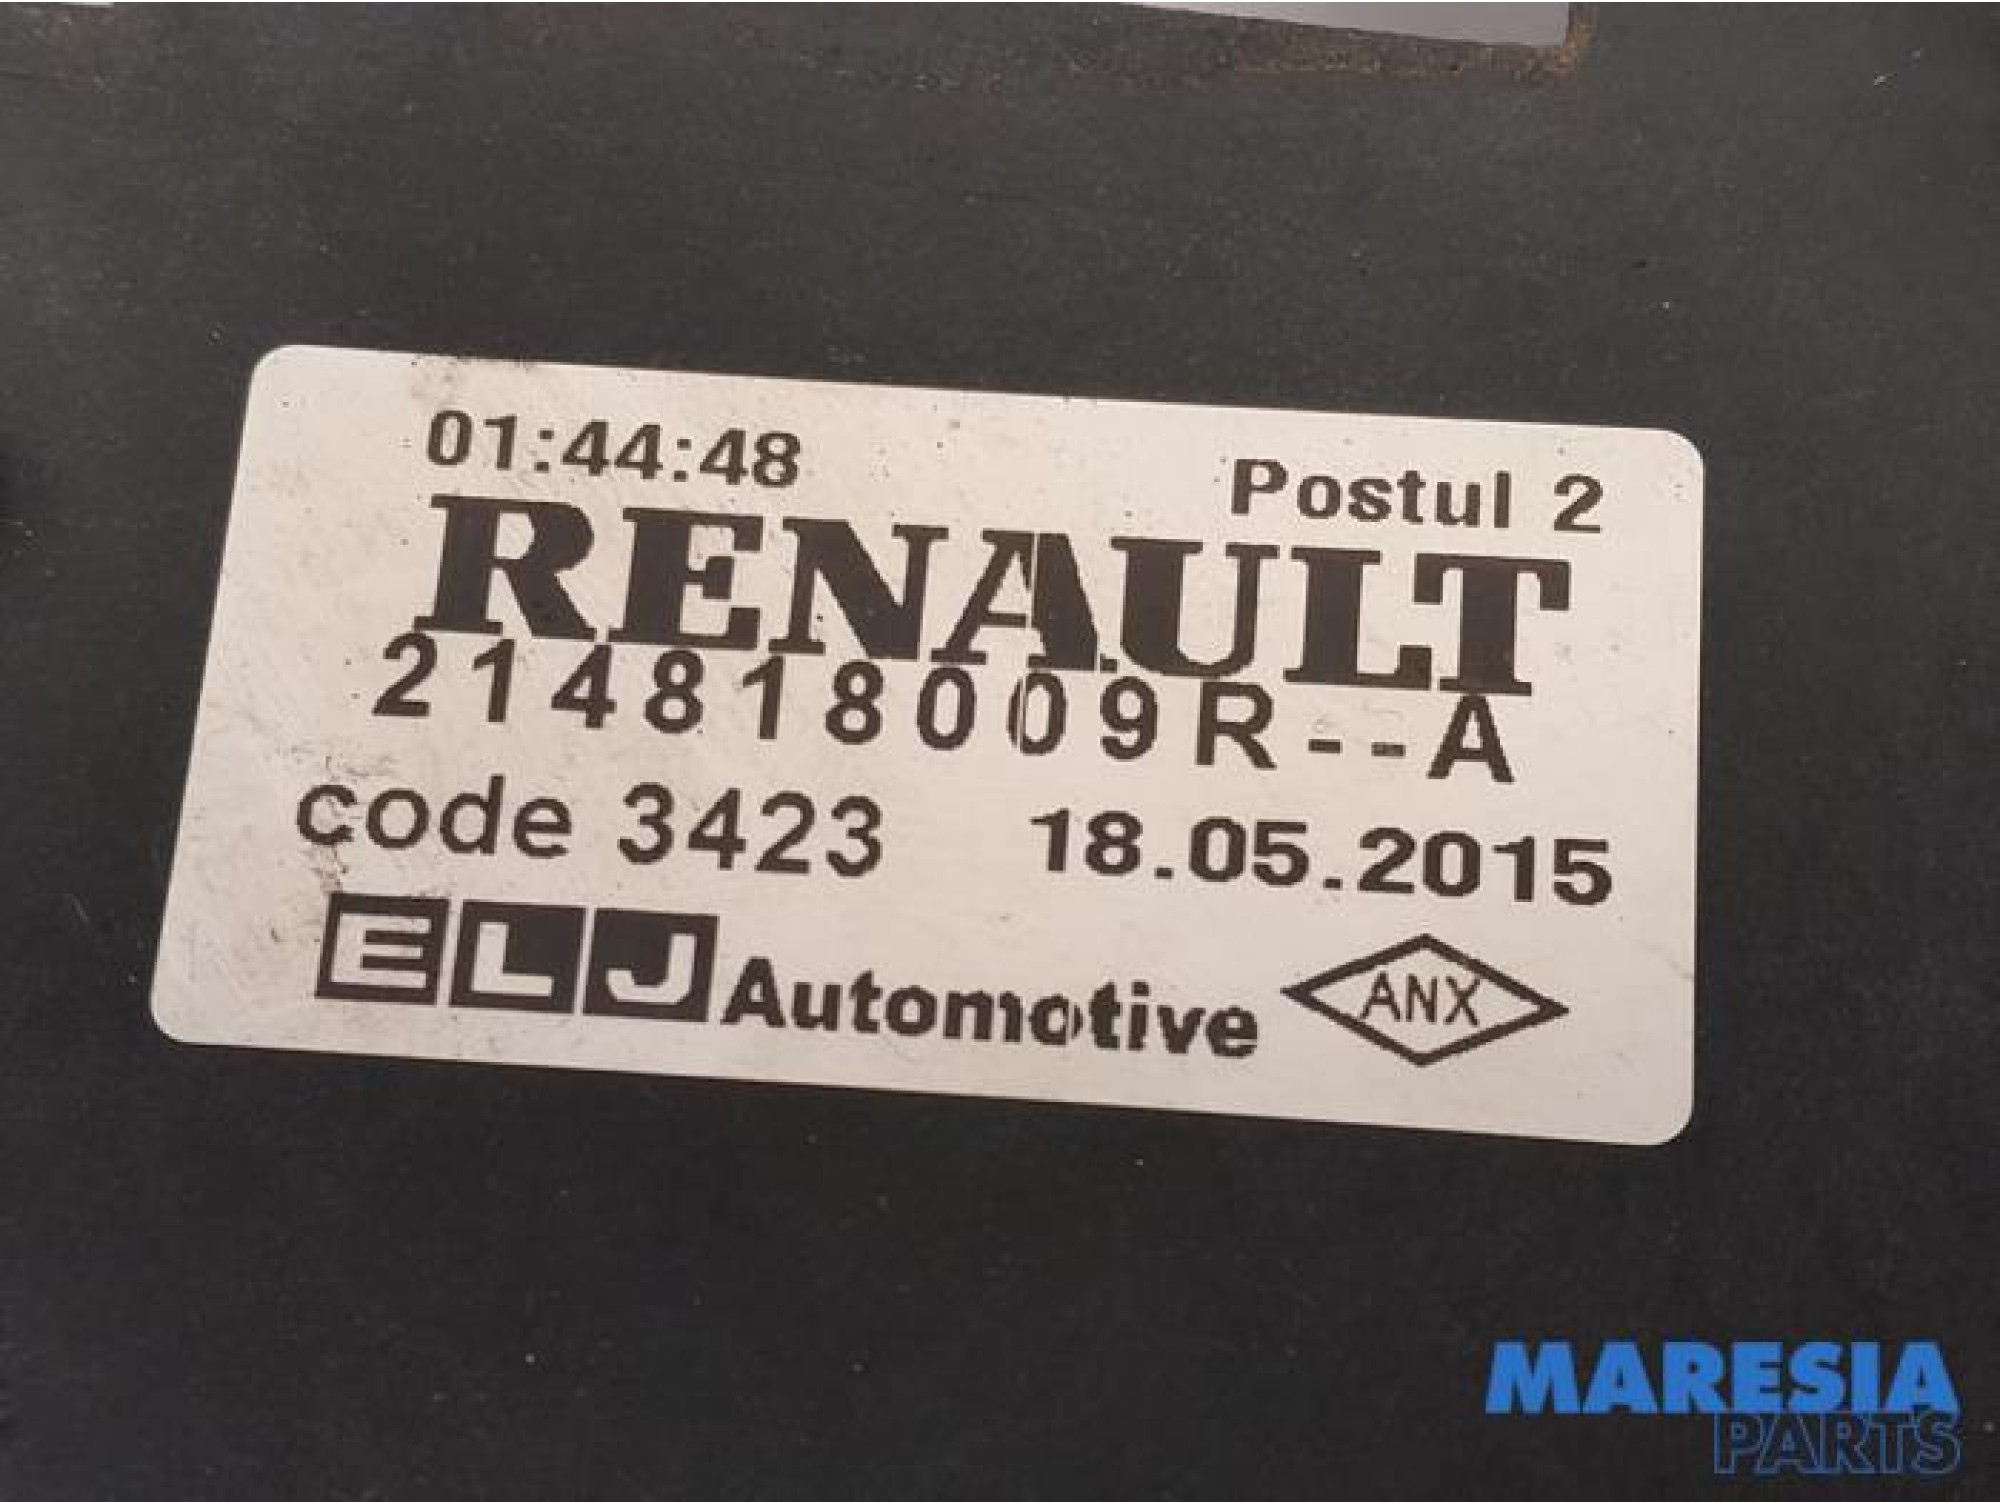 01:44:48
Postul 2
RENAULT
214818009R--A
code 3423 18.05.2015
ELJ Automotive ANX
MARESIA
PARTS